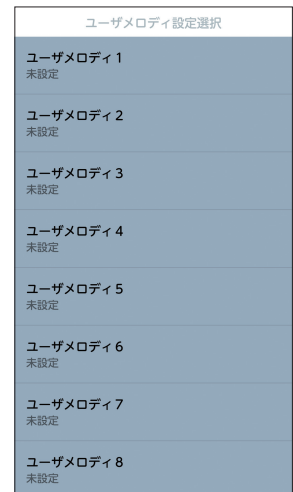 ユーザメロディ設定選択
ユーザメロディ1
未設定
ユーザメロディ2
未設定
ユーザメロディ3
未設定
ユーザメロディ4
未設定
ユーザメロディ5
未設定
ユーザメロディ6
未設定
ユーザメロディ7
未設定
ユーザメロディ8
未設定